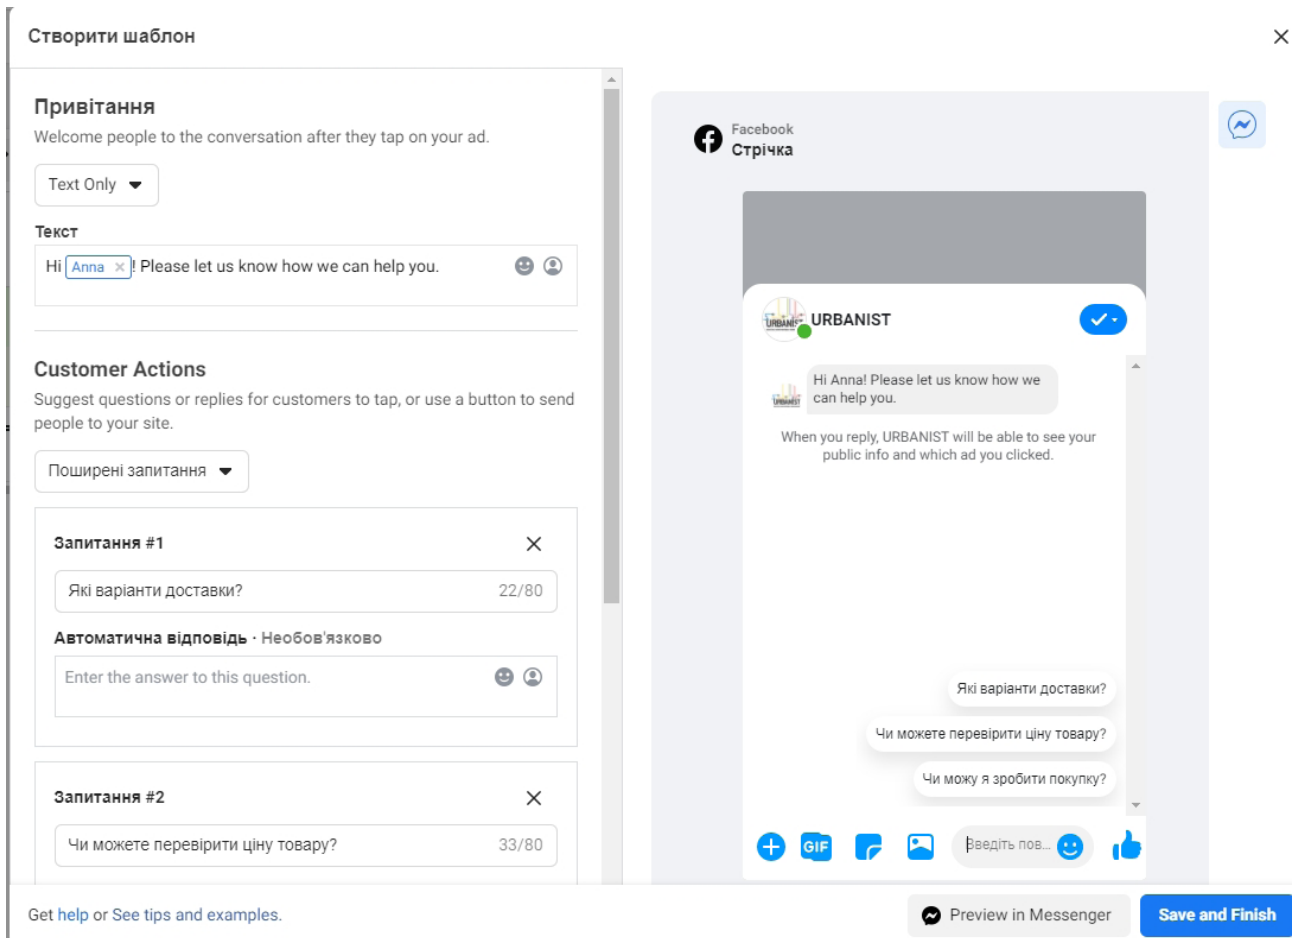 Створити шаблон
Привітання
Welcome people to the conversation after they tap on your ad.
Text Only
Текст
Hi Anna ! Please let us know how we can help you.
Customer Actions
Suggest questions or replies for customers to tap, or use a button to send
people to your site.
Поширені запитання
Запитання #1
Які варіанти доставки?
22/80
Автоматична відповідь · Необов'язково
Enter the answer to this question.
Запитання #2
Чи можете перевірити ціну товару?
33/80
Get help or See tips and examples.
Facebook
Стрічка
URBANIST
URBANIST
Hi Anna! Please let us know how we
can help you.
URBANIST
When you reply, URBANIST will be able to see your
public info and which ad you clicked.
Які варіанти доставки?
Чи можете перевірити ціну товару?
Чи можу я зробити покупку?
GIF
Введіть пов...
Preview in Messenger
Save and Finish